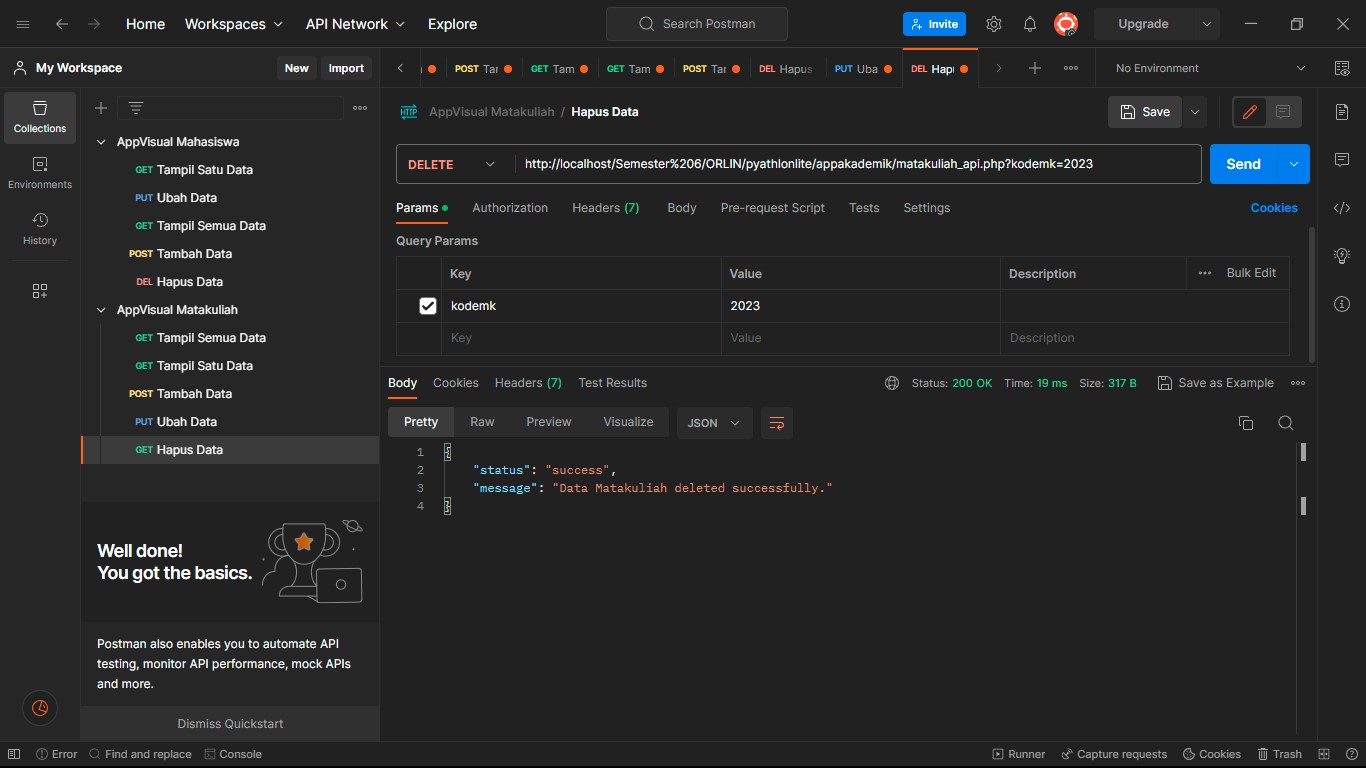 Home Workspaces API Network Explore Search Postman Invite Upgrade
My Workspace New Import POST Tar GET Tam GET Tam POST Tar DEL Hapus PUT Uba DEL Hap No Environment
Collections
Environments
History
AppVisual Mahasiswa
GET Tampil Satu Data
PUT Ubah Data
GET Tampil Semua Data
POST Tambah Data
DEL Hapus Data
AppVisual Matakuliah
GET Tampil Semua Data
GET Tampil Satu Data
POST Tambah Data
PUT Ubah Data
GET Hapus Data
Well done!
You got the basics.
Postman also enables you to automate API
testing, monitor API performance, mock APIs
and more.
Dismiss Quickstart
HTTP AppVisual Matakuliah / Hapus Data Save
DELETE http://localhost/Semester%206/ORLIN/pyathlonlite/appakademik/matakuliah_api.php?kodemk=2023 Send
Params Authorization Headers (7) Body Pre-request Script Tests Settings Cookies
Query Params
Key Value Description Bulk Edit
kodemk 2023
Key Value Description
Body Cookies Headers (7) Test Results Status: 200 OK Time: 19 ms Size: 317 B Save as Example
Pretty Raw Preview Visualize JSON
1 {
2 "status": "success",
3 "message": "Data Matakuliah deleted successfully."
4 }
Error Find and replace Console Runner Capture requests Cookies Trash